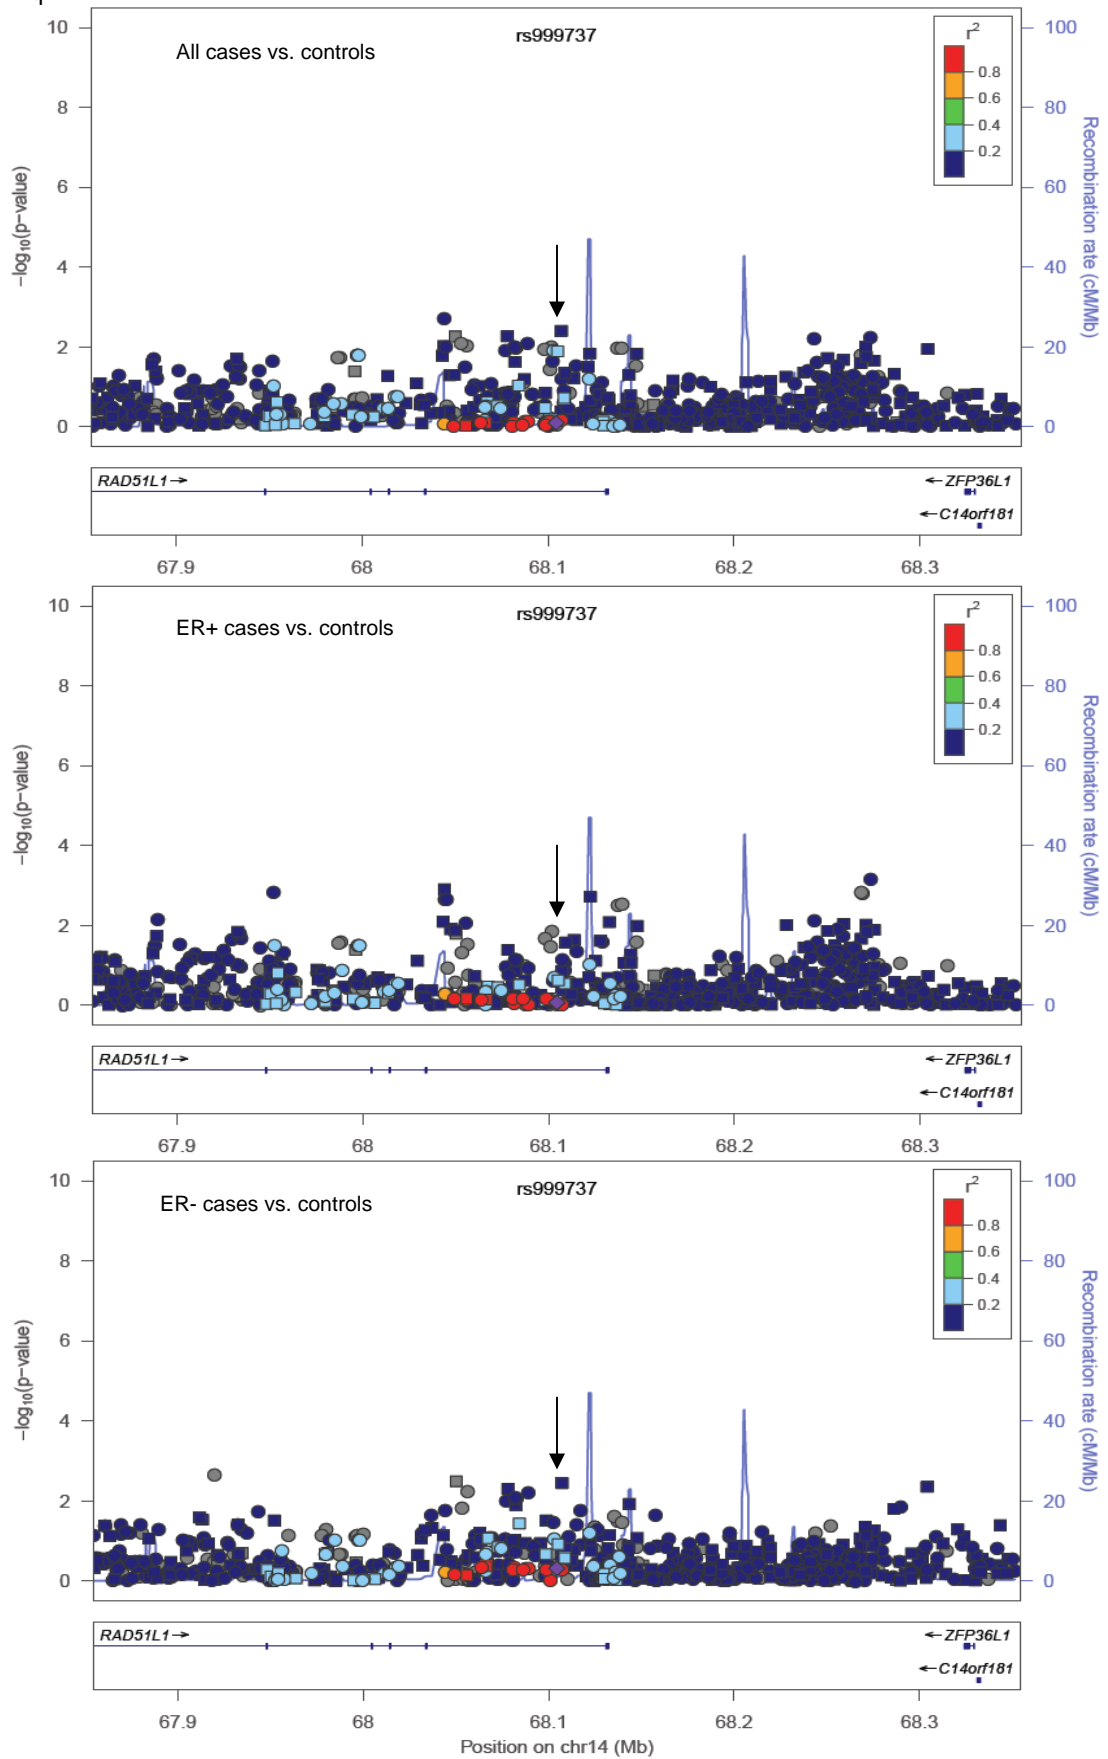 10
100
rs999737
All cases vs. controls
r2
0.8
0.6
0.4
0.2
8
80
6
60
4
40
2
20
0
0
−log10(p−value)
Recombination rate (cM/Mb)
RAD51L1→
←ZFP36L1
←C14orf181
67.9
68
68.1
68.2
68.3
10
100
rs999737
ER+ cases vs. controls
r2
0.8
0.6
0.4
0.2
8
80
6
60
4
40
2
20
0
0
−log10(p−value)
Recombination rate (cM/Mb)
RAD51L1→
←ZFP36L1
←C14orf181
67.9
68
68.1
68.2
68.3
10
100
rs999737
ER- cases vs. controls
r2
0.8
0.6
0.4
0.2
8
80
6
60
4
40
2
20
0
0
−log10(p−value)
Recombination rate (cM/Mb)
RAD51L1→
←ZFP36L1
←C14orf181
67.9
68
68.1
68.2
68.3
Position on chr14 (Mb)